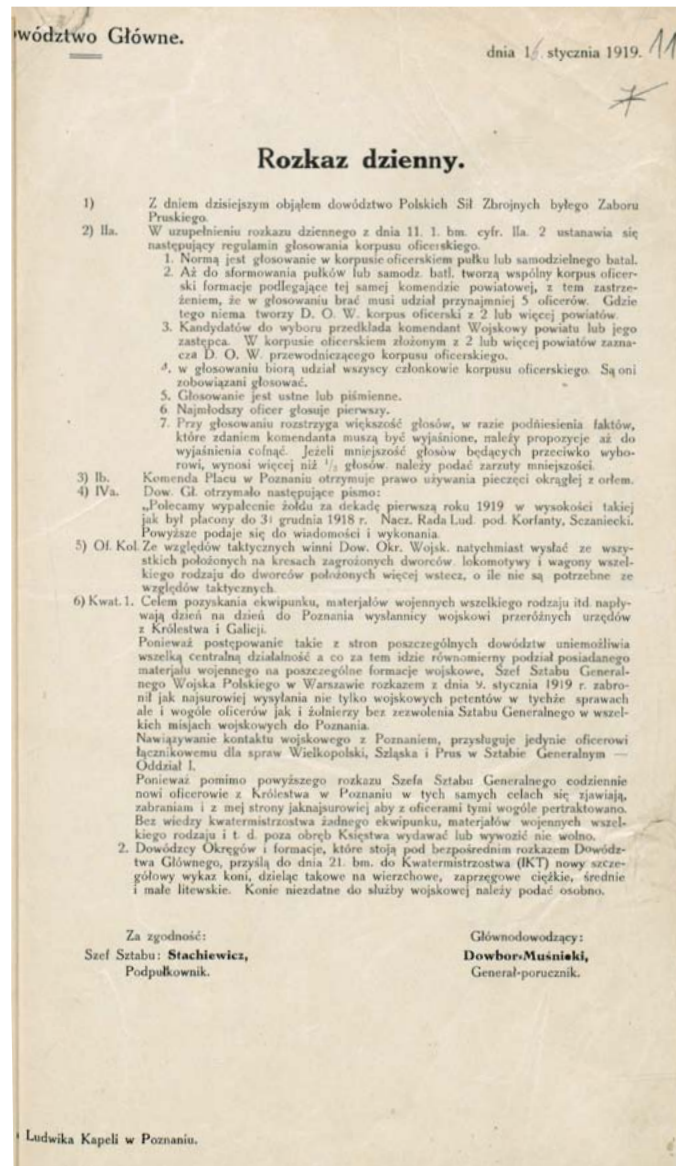 wództwo Główne.
dnia 16 stycznia 1919. 11
Rozkaz dzienny.
1) Z dniem dzisiejszym objąłem dowództwo Polskich Sił Zbrojnych byłego Zaboru
Pruskiego.
2) IIa. W uzupełnieniu rozkazu dziennego z dnia 11. 1. bm. cyfr. IIa. 2 ustanawia się
następujący regulamin głosowania korpusu oficerskiego.
1. Normą jest głosowanie w korpusie oficerskiem pułku lub samodzielnego batal.
2. Aż do sformowania pułków lub samodz. batl. tworzą wspólny korpus oficer-
ski formacje podlegające tej samej komendzie powiatowej, z tem zastrze-
żeniem, że w głosowaniu brać musi udział przynajmniej 5 oficerów. Gdzie
tego niema tworzy D. O. W. korpus oficerski z 2 lub więcej powiatów.
3. Kandydatów do wyboru przedkłada komendant Wojskowy powiatu lub jego
zastępca. W korpusie oficerskiem złożonym z 2 lub więcej powiatów zazna-
cza D. O. W. przewodniczącego korpusu oficerskiego.
4. w głosowaniu biorą udział wszyscy członkowie korpusu oficerskiego. Są oni
zobowiązani głosować.
5. Głosowanie jest ustne lub piśmienne.
6. Najmłodszy oficer głosuje pierwszy.
7. Przy głosowaniu rozstrzyga większość głosów, w razie podniesienia faktów,
które zdaniem komendanta muszą być wyjaśnione, należy propozycje aż do
wyjaśnienia cofnąć. Jeżeli mniejszość głosów będących przeciwko wybo-
rowi, wynosi więcej niż głosów. należy podać zarzuty mniejszości.
3) Ib. Komenda Placu w Poznaniu otrzymuje prawo używania pieczęci okrągłej z orłem.
4) IVa. Dow. Gł. otrzymało następujące pismo:
„Polecamy wypłacenie żołdu za dekadę pierwszą roku 1919 w wysokości takiej
jak był płacony do 31 grudnia 1918 r. Nacz. Rada Lud. pod. Korfanty, Sczaniecki.
Powyższe podaje się do wiadomości i wykonania.
5) Of. Kol. Ze względów taktycznych winni Dow. Okr. Wojsk. natychmiast wysłać ze wszy-
stkich położonych na kresach zagrożonych dworców lokomotywy i wagony wszel-
kiego rodzaju do dworców położonych więcej wstecz, o ile nie są potrzebne ze
względów taktycznych.
6) Kwat. 1. Celem pozyskania ekwipunku, materjałów wojennych wszelkiego rodzaju itd. napły-
wają dzień na dzień do Poznania wysłannicy wojskowi przeróżnych urzędów
z Królestwa i Galicji.
Ponieważ postępowanie takie z stron poszczególnych dowództw uniemożliwia
wszelką centralną działalność a co za tem idzie równomierny podział posiadanego
materjału wojennego na poszczególne formacje wojskowe, Szef Sztabu General-
nego Wojska Polskiego w Warszawie rozkazem z dnia 9. stycznia 1919 r. zabro-
nił jak najsurowiej wysyłania nie tylko wojskowych petentów w tychże sprawach
ale i wogóle oficerów jak i żołnierzy bez zezwolenia Sztabu Generalnego w wszel-
kich misjach wojskowych do Poznania.
Nawiązywanie kontaktu wojskowego z Poznaniem, przysługuje jedynie oficerowi
łącznikowemu dla spraw Wielkopolski, Szląska i Prus w Sztabie Generalnym —
Oddział I.
Ponieważ pomimo powyższego rozkazu Szefa Sztabu Generalnego codziennie
nowi oficerowie z Królestwa w Poznaniu w tych samych celach się zjawiają,
zabraniam i z mej strony jaknajsurowiej aby z oficerami tymi wogóle pertraktowano.
Bez wiedzy kwatermistrzostwa żadnego ekwipunku, materjałów wojennych wszel-
kiego rodzaju i t. d. poza obręb Księstwa wydawać lub wywozić nie wolno.
2. Dowódzcy Okręgów i formacje, które stoją pod bezpośrednim rozkazem Dowódz-
twa Głównego, przyślą do dnia 21. bm. do Kwatermistrzostwa (IKT) nowy szcze-
gółowy wykaz koni, dzieląc takowe na wierzchowe, zaprzęgowe ciężkie, średnie
i małe litewskie. Konie niezdatne do służby wojskowej należy podać osobno.
Za zgodność:
Szef Sztabu: Stachiewicz,
Podpułkownik.
Głównodowodzący:
Dowbor-Muśnicki,
Generał-porucznik.
Ludwika Kapeli w Poznaniu.